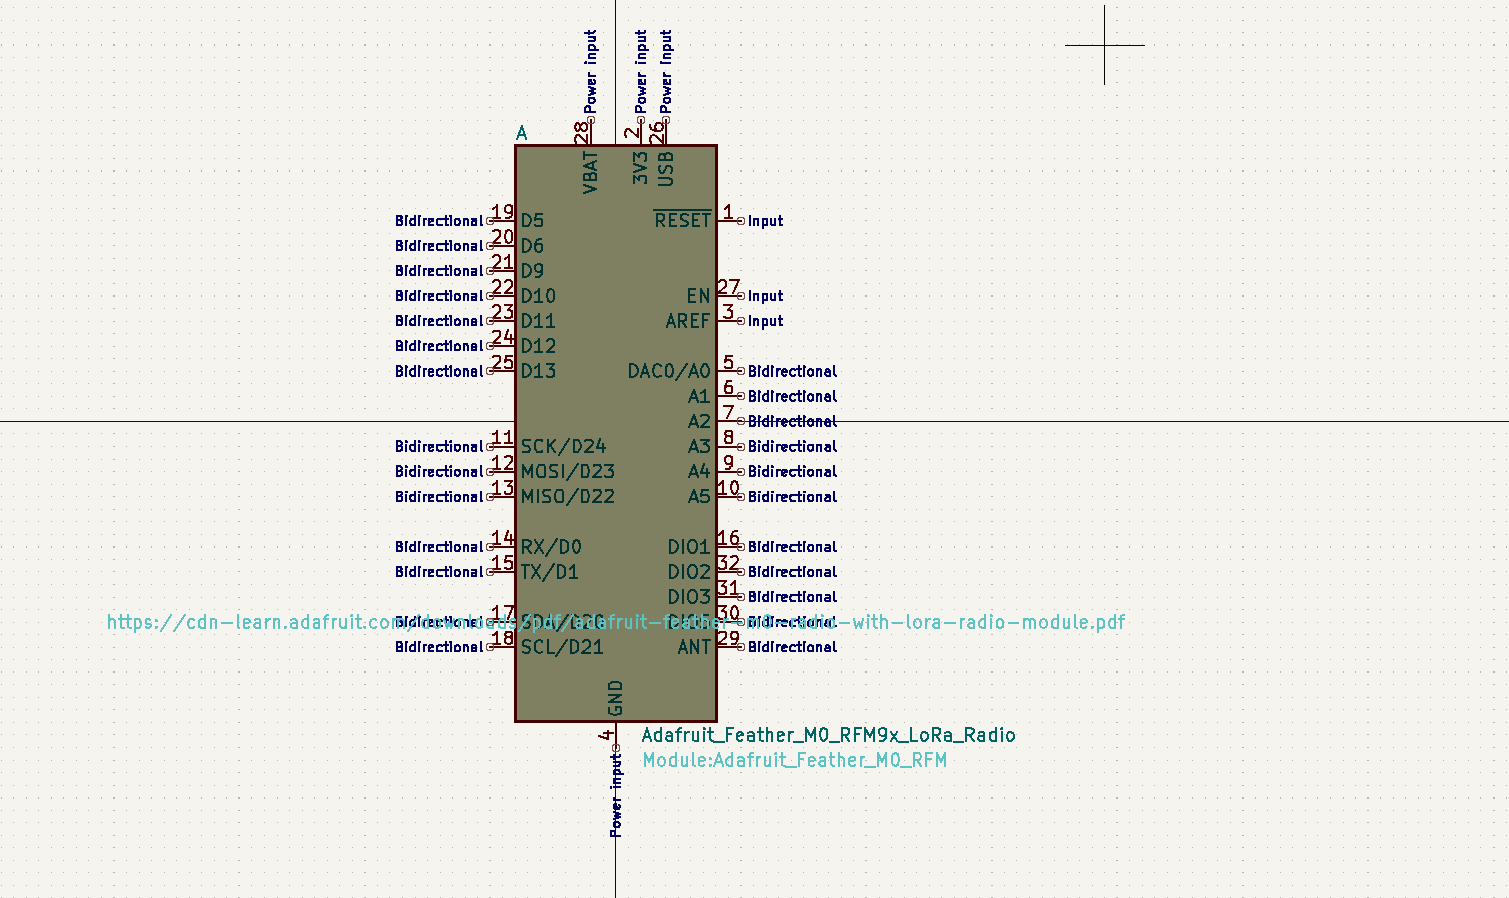 Power input
Power input
Power input
A
28
2
26
VBAT
3V3
USB
Bidirectional 19 D5
RESET 1 Input
Bidirectional 20 D6
Bidirectional 21 D9
Bidirectional 22 D10
EN 27 Input
Bidirectional 23 D11
AREF 3 Input
Bidirectional 24 D12
Bidirectional 25 D13
DAC0/A0 5 Bidirectional
A1 6 Bidirectional
A2 7 Bidirectional
Bidirectional 11 SCK/D24
A3 8 Bidirectional
Bidirectional 12 MOSI/D23
A4 9 Bidirectional
Bidirectional 13 MISO/D22
A5 10 Bidirectional
Bidirectional 14 RX/D0
DIO1 16 Bidirectional
Bidirectional 15 TX/D1
DIO2 32 Bidirectional
DIO3 31 Bidirectional
17
30 Bidirectional
https://cdn-learn.adafruit.com/downloads/pdf/adafruit-feather-m0-radio-with-lora-radio-module.pdf
Bidirectional 18 SCL/D21
ANT 29 Bidirectional
GND
4
Power input
Adafruit_Feather_M0_RFM9x_LoRa_Radio
Module:Adafruit_Feather_M0_RFM